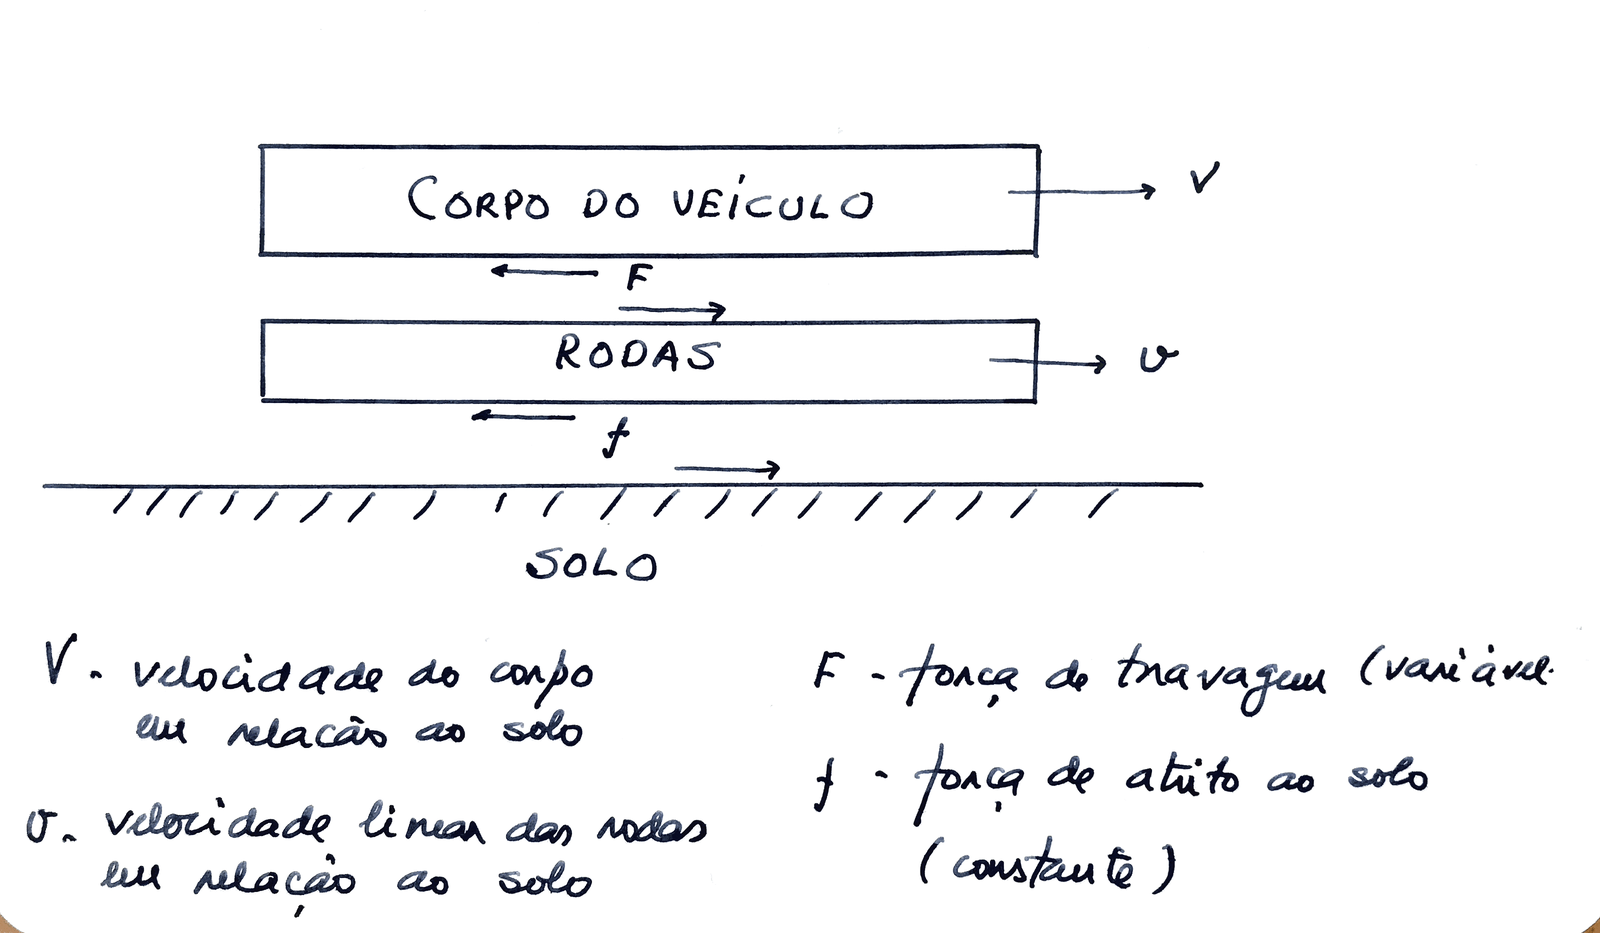 CORPO DO VEÍCULO
V
F
RODAS
v
f
SOLO
V - velocidade do corpo
em relacão ao solo
v - velocidade linear das rodas
em relação ao solo
F - força de travagem (variável.
f - força de atrito ao solo
(constante)